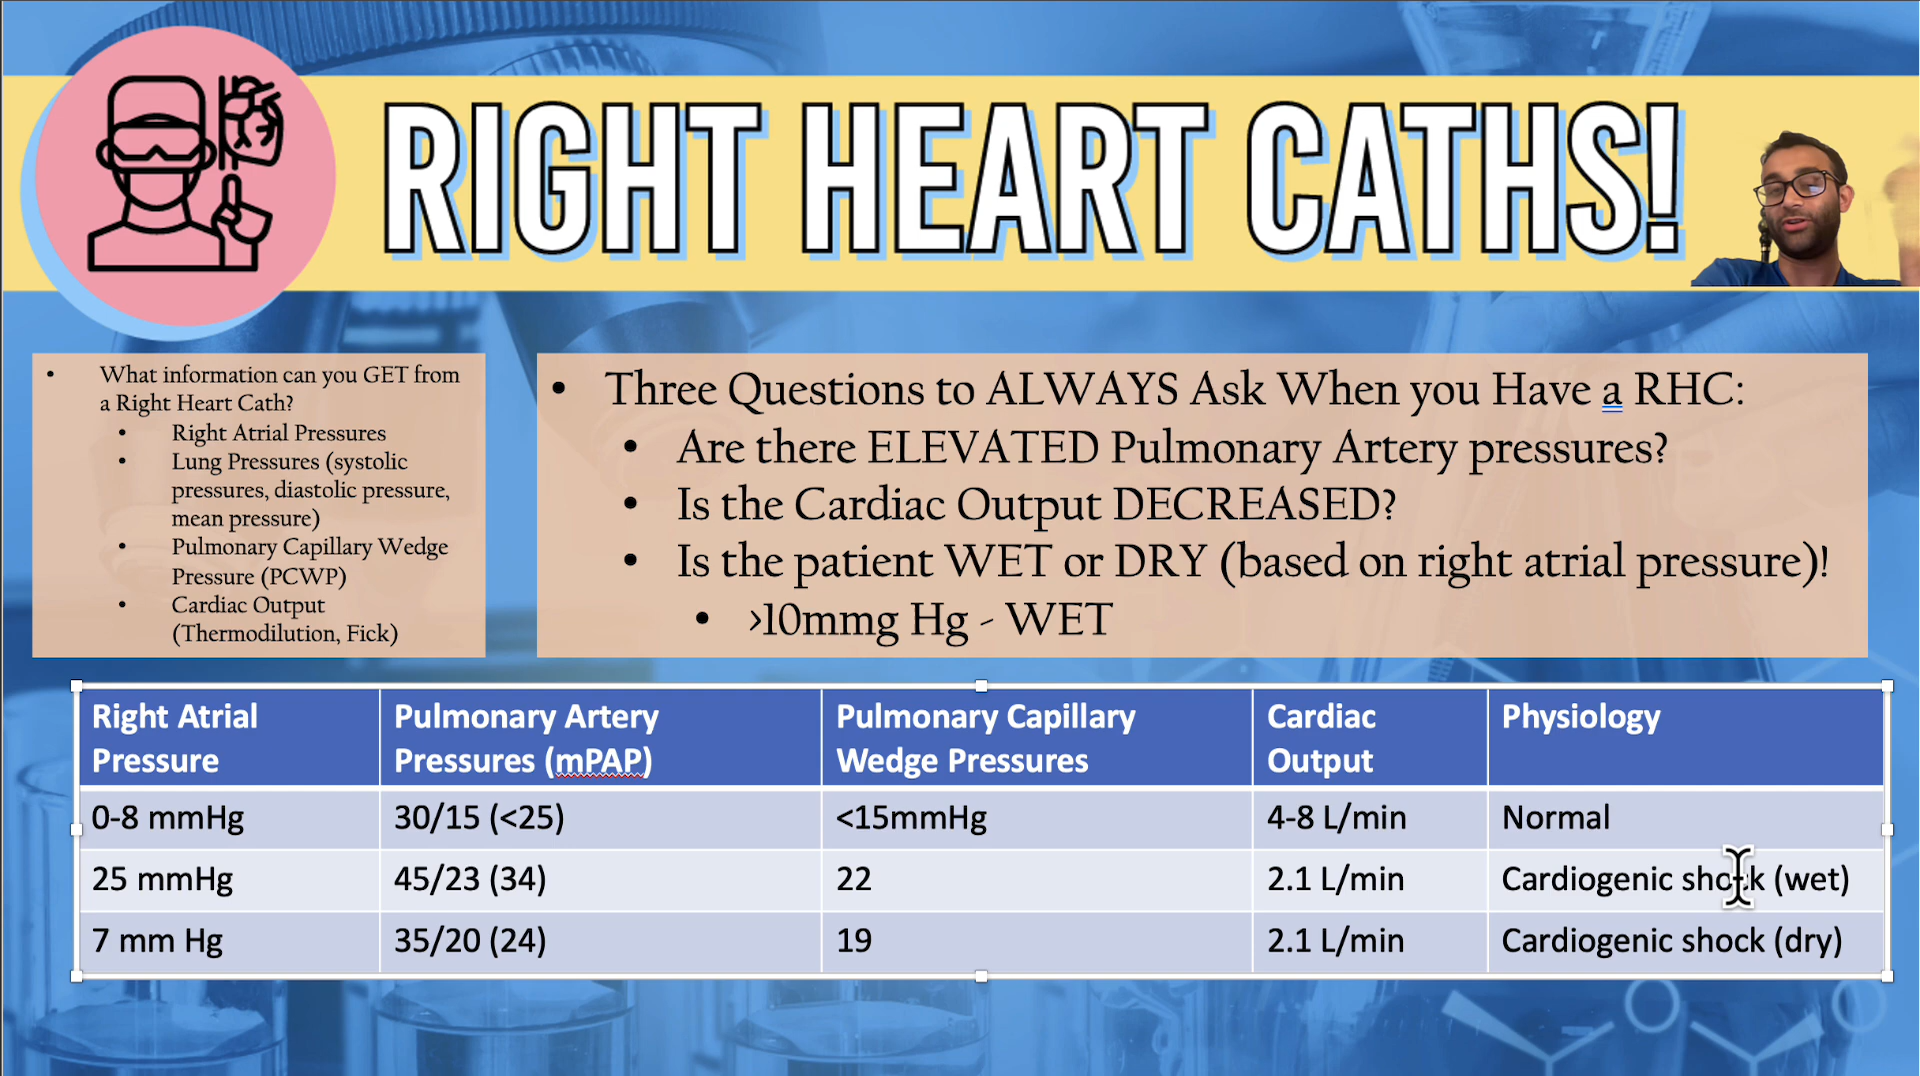 RIGHT HEART CATHS!
• What information can you GET from
a Right Heart Cath?
• Right Atrial Pressures
• Lung Pressures (systolic
pressures, diastolic pressure,
mean pressure)
• Pulmonary Capillary Wedge
Pressure (PCWP)
• Cardiac Output
(Thermodilution, Fick)
• Three Questions to ALWAYS Ask When you Have a RHC:
• Are there ELEVATED Pulmonary Artery pressures?
• Is the Cardiac Output DECREASED?
• Is the patient WET or DRY (based on right atrial pressure)!
• >10mmg Hg - WET
Right Atrial Pressure | Pulmonary Artery Pressures (mPAP) | Pulmonary Capillary Wedge Pressures | Cardiac Output | Physiology
0-8 mmHg | 30/15 (<25) | <15mmHg | 4-8 L/min | Normal
25 mmHg | 45/23 (34) | 22 | 2.1 L/min | Cardiogenic shock (wet)
7 mm Hg | 35/20 (24) | 19 | 2.1 L/min | Cardiogenic shock (dry)